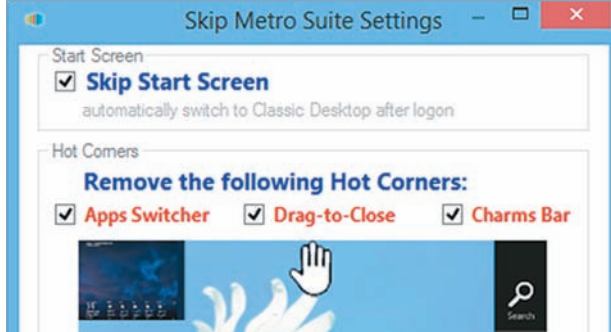 Skip Metro Suite Settings
Start Screen
Skip Start Screen
automatically switch to Classic Desktop after logon
Hot Corners
Remove the following Hot Corners:
Apps Switcher Drag-to-Close Charms Bar
Search